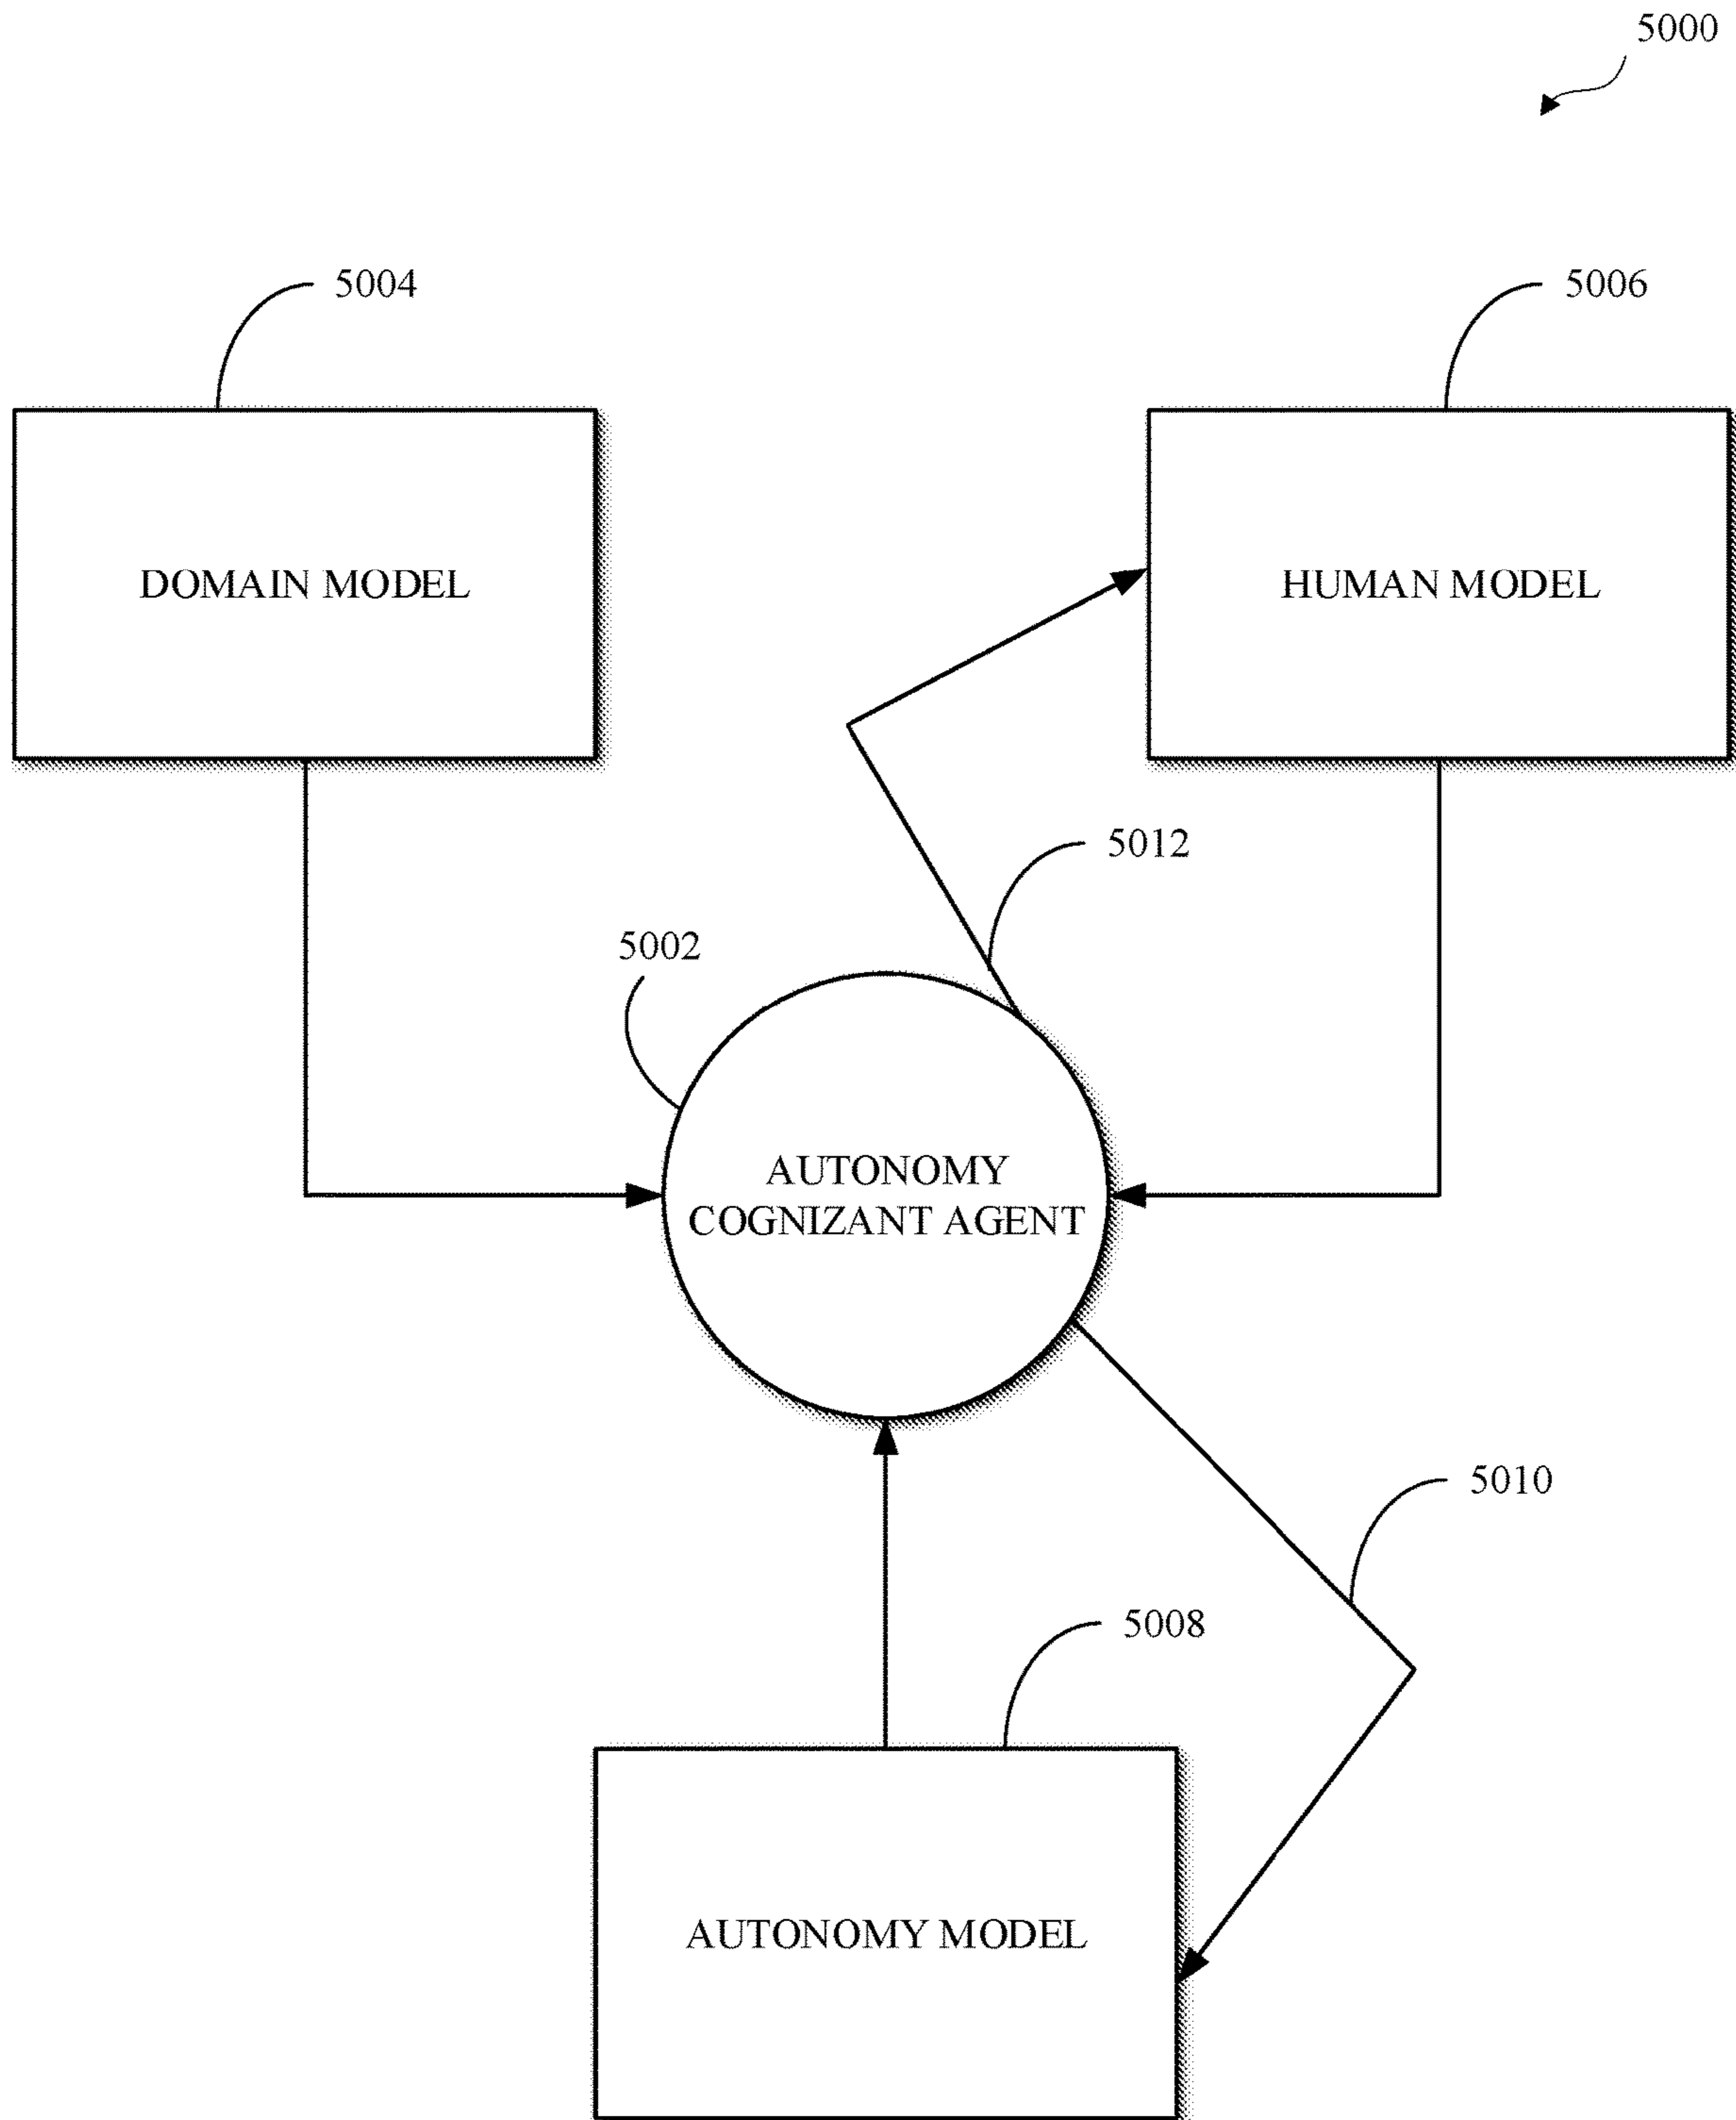 5000
5004
5006
DOMAIN MODEL
HUMAN MODEL
5012
5002
AUTONOMY
COGNIZANT AGENT
5010
5008
AUTONOMY MODEL